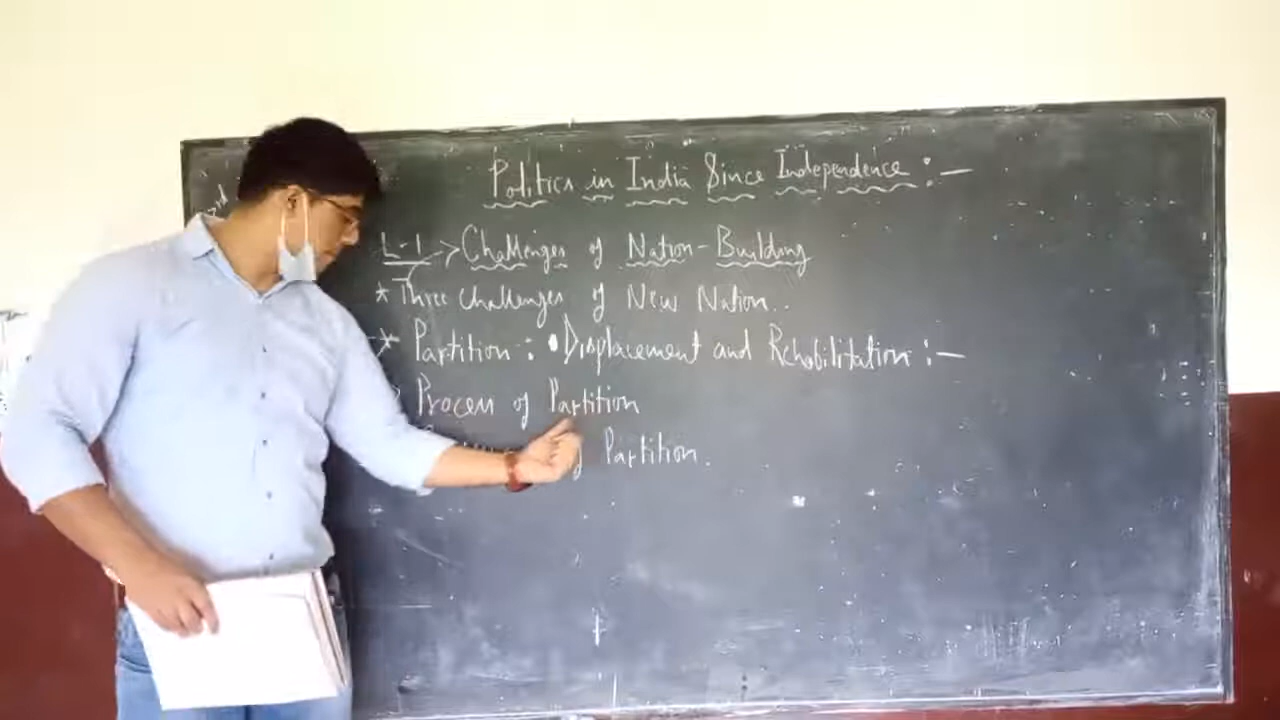 Politics in India Since Independence :-
L-1 > Challenges of Nation-Building
* Three Challenges of New Nation..
* Partition : • Displacement and Rehabilitation :-
Process of Partition
Partition.